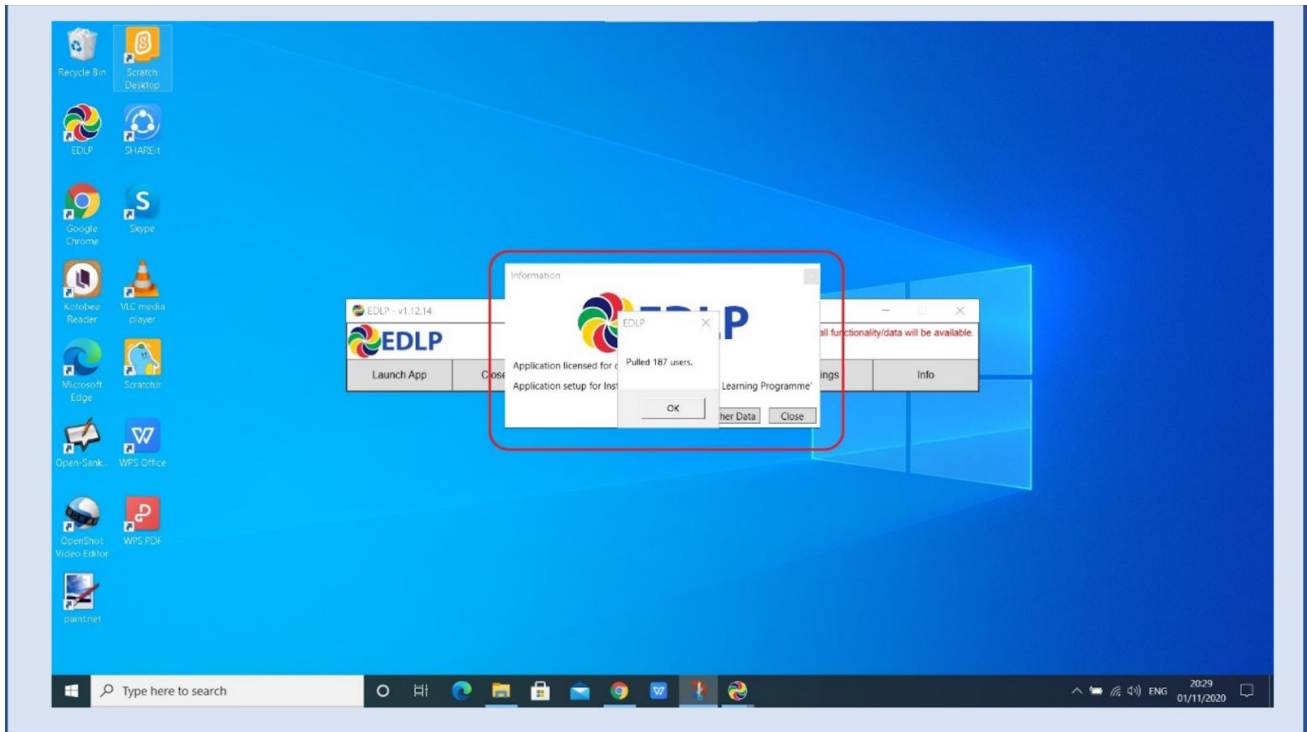 Recycle Bin
Scratch
Desktop
EDLP
SHAREit
Google
Chrome
Skype
Kotobee
Reader
VLC media
player
Microsoft
Edge
ScratchJr
Open-Sank...
WPS Office
OpenShot
Video Editor
WPS PDF
paint.net
EDLP - v1.12.14
EDLP
all functionality/data will be available.
Launch App
Close
ings
Info
Information
EDLP
Application licensed for
Application setup for Inst
Learning Programme'
her Data
Close
EDLP
Pulled 187 users.
OK
Type here to search
ENG
20:29
01/11/2020